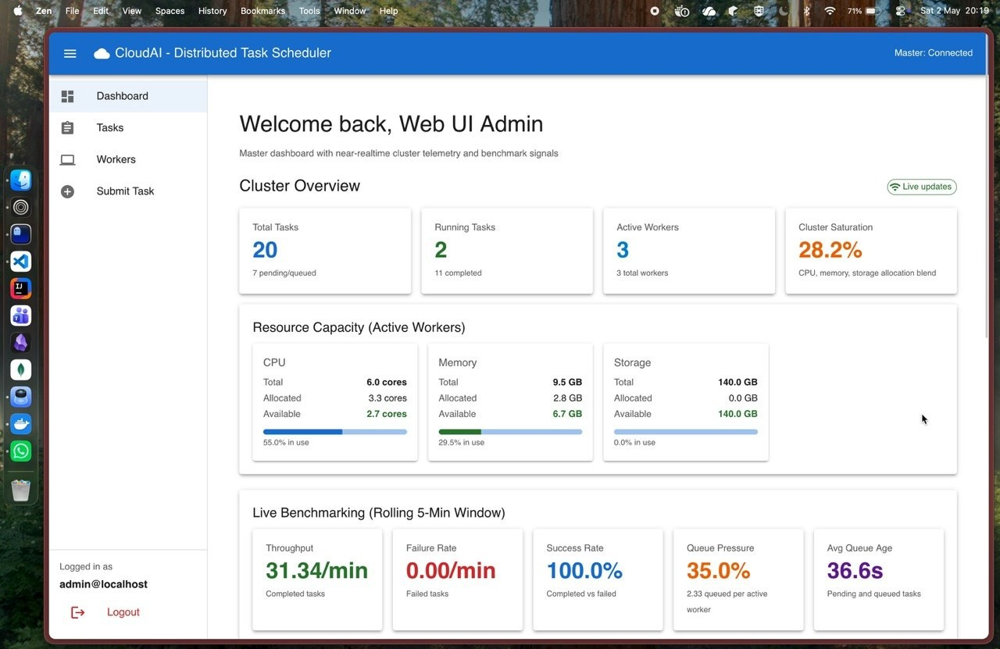 Zen File Edit View Spaces History Bookmarks Tools Window Help 71% Sat 2 May 20:19
CloudAI - Distributed Task Scheduler
Master: Connected
Dashboard
Tasks
Workers
Submit Task
Logged in as
admin@localhost
Logout
Welcome back, Web UI Admin
Master dashboard with near-realtime cluster telemetry and benchmark signals
Cluster Overview
Live updates
Total Tasks
20
7 pending/queued
Running Tasks
2
11 completed
Active Workers
3
3 total workers
Cluster Saturation
28.2%
CPU, memory, storage allocation blend
Resource Capacity (Active Workers)
CPU
Total 6.0 cores
Allocated 3.3 cores
Available 2.7 cores
55.0% in use
Memory
Total 9.5 GB
Allocated 2.8 GB
Available 6.7 GB
29.5% in use
Storage
Total 140.0 GB
Allocated 0.0 GB
Available 140.0 GB
0.0% in use
Live Benchmarking (Rolling 5-Min Window)
Throughput
31.34/min
Completed tasks
Failure Rate
0.00/min
Failed tasks
Success Rate
100.0%
Completed vs failed
Queue Pressure
35.0%
2.33 queued per active
worker
Avg Queue Age
36.6s
Pending and queued tasks